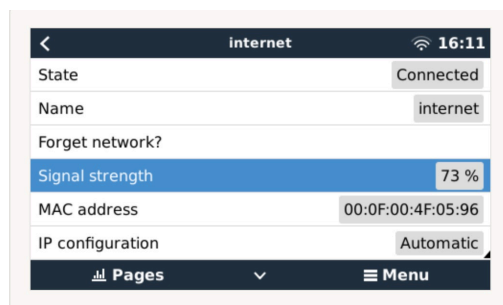 internet 16:11
State Connected
Name internet
Forget network?
Signal strength 73 %
MAC address 00:0F:00:4F:05:96
IP configuration Automatic
Pages Menu